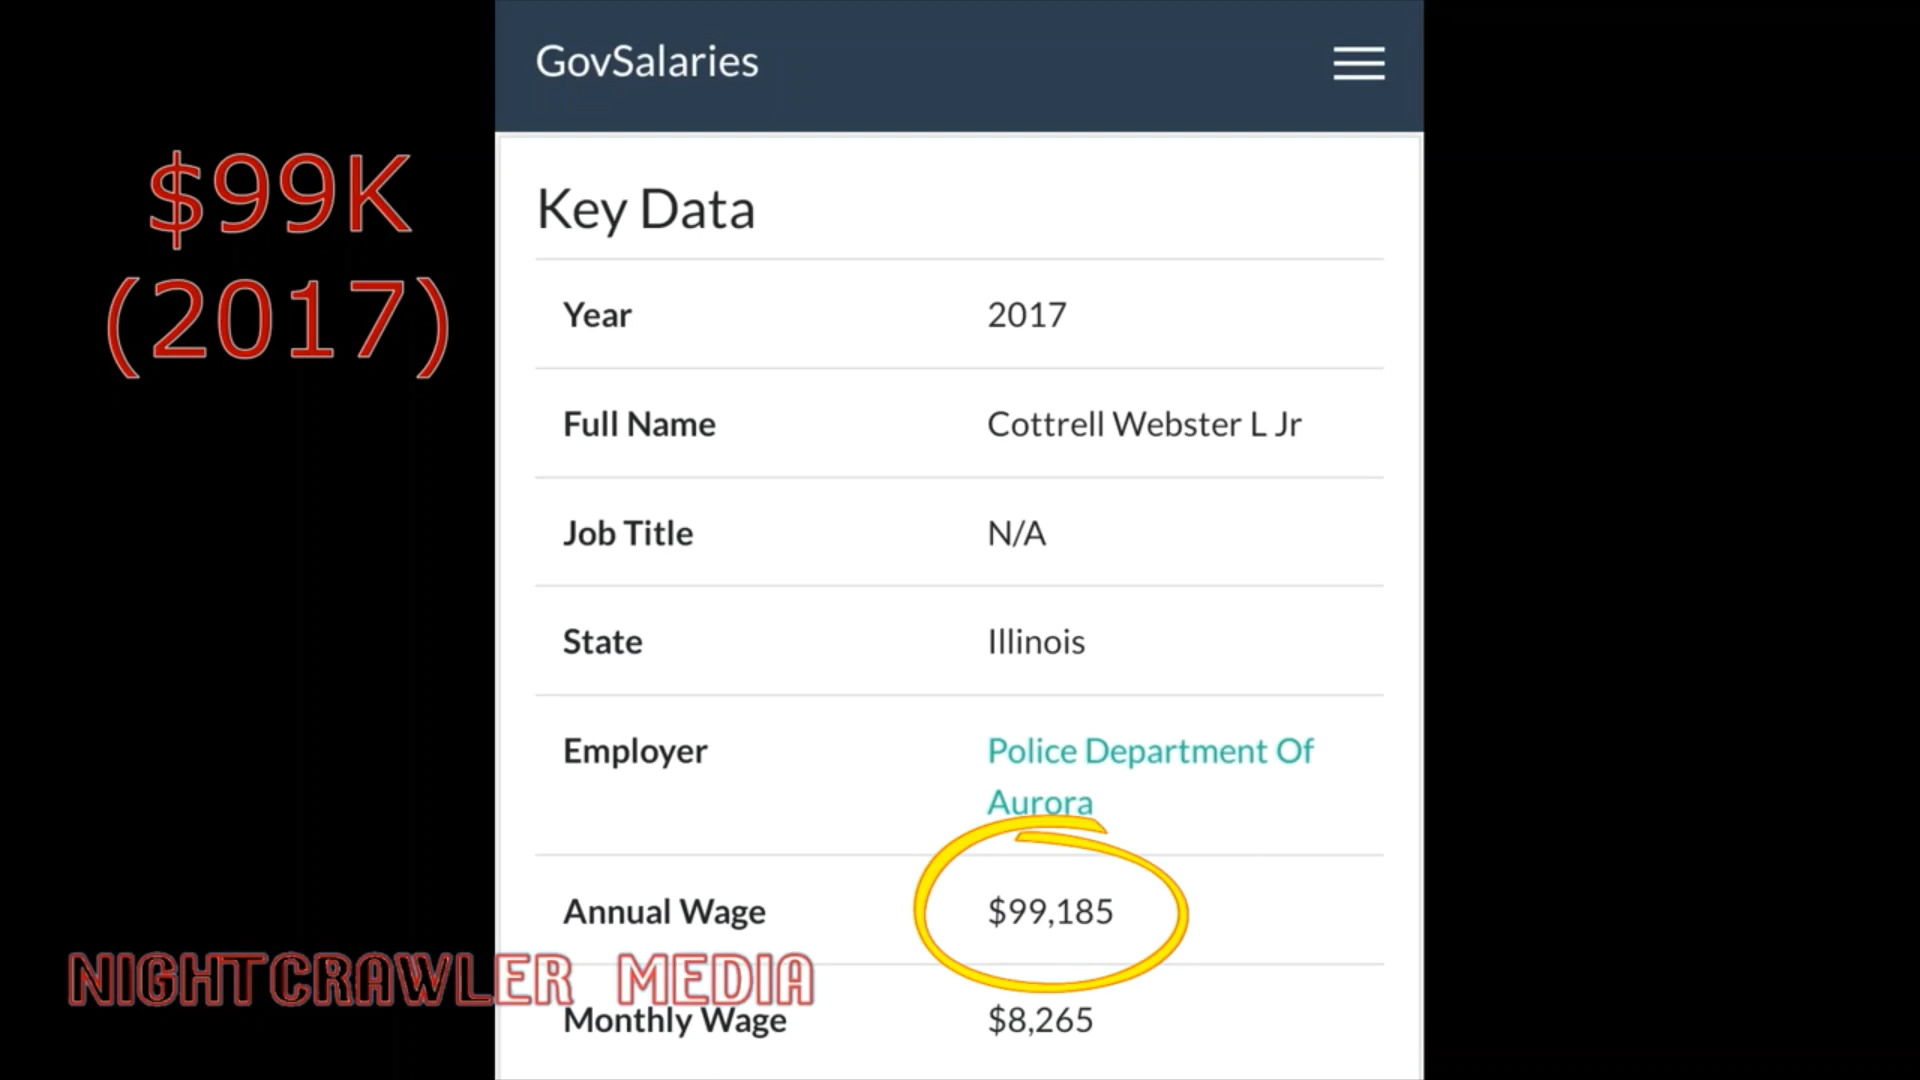 GovSalaries
$99K
(2017)
Key Data
Year 2017
Full Name Cottrell Webster L Jr
Job Title N/A
State Illinois
Employer Police Department Of
Aurora
Annual Wage $99,185
NIGHTCRAWLER MEDIA
Monthly Wage $8,265